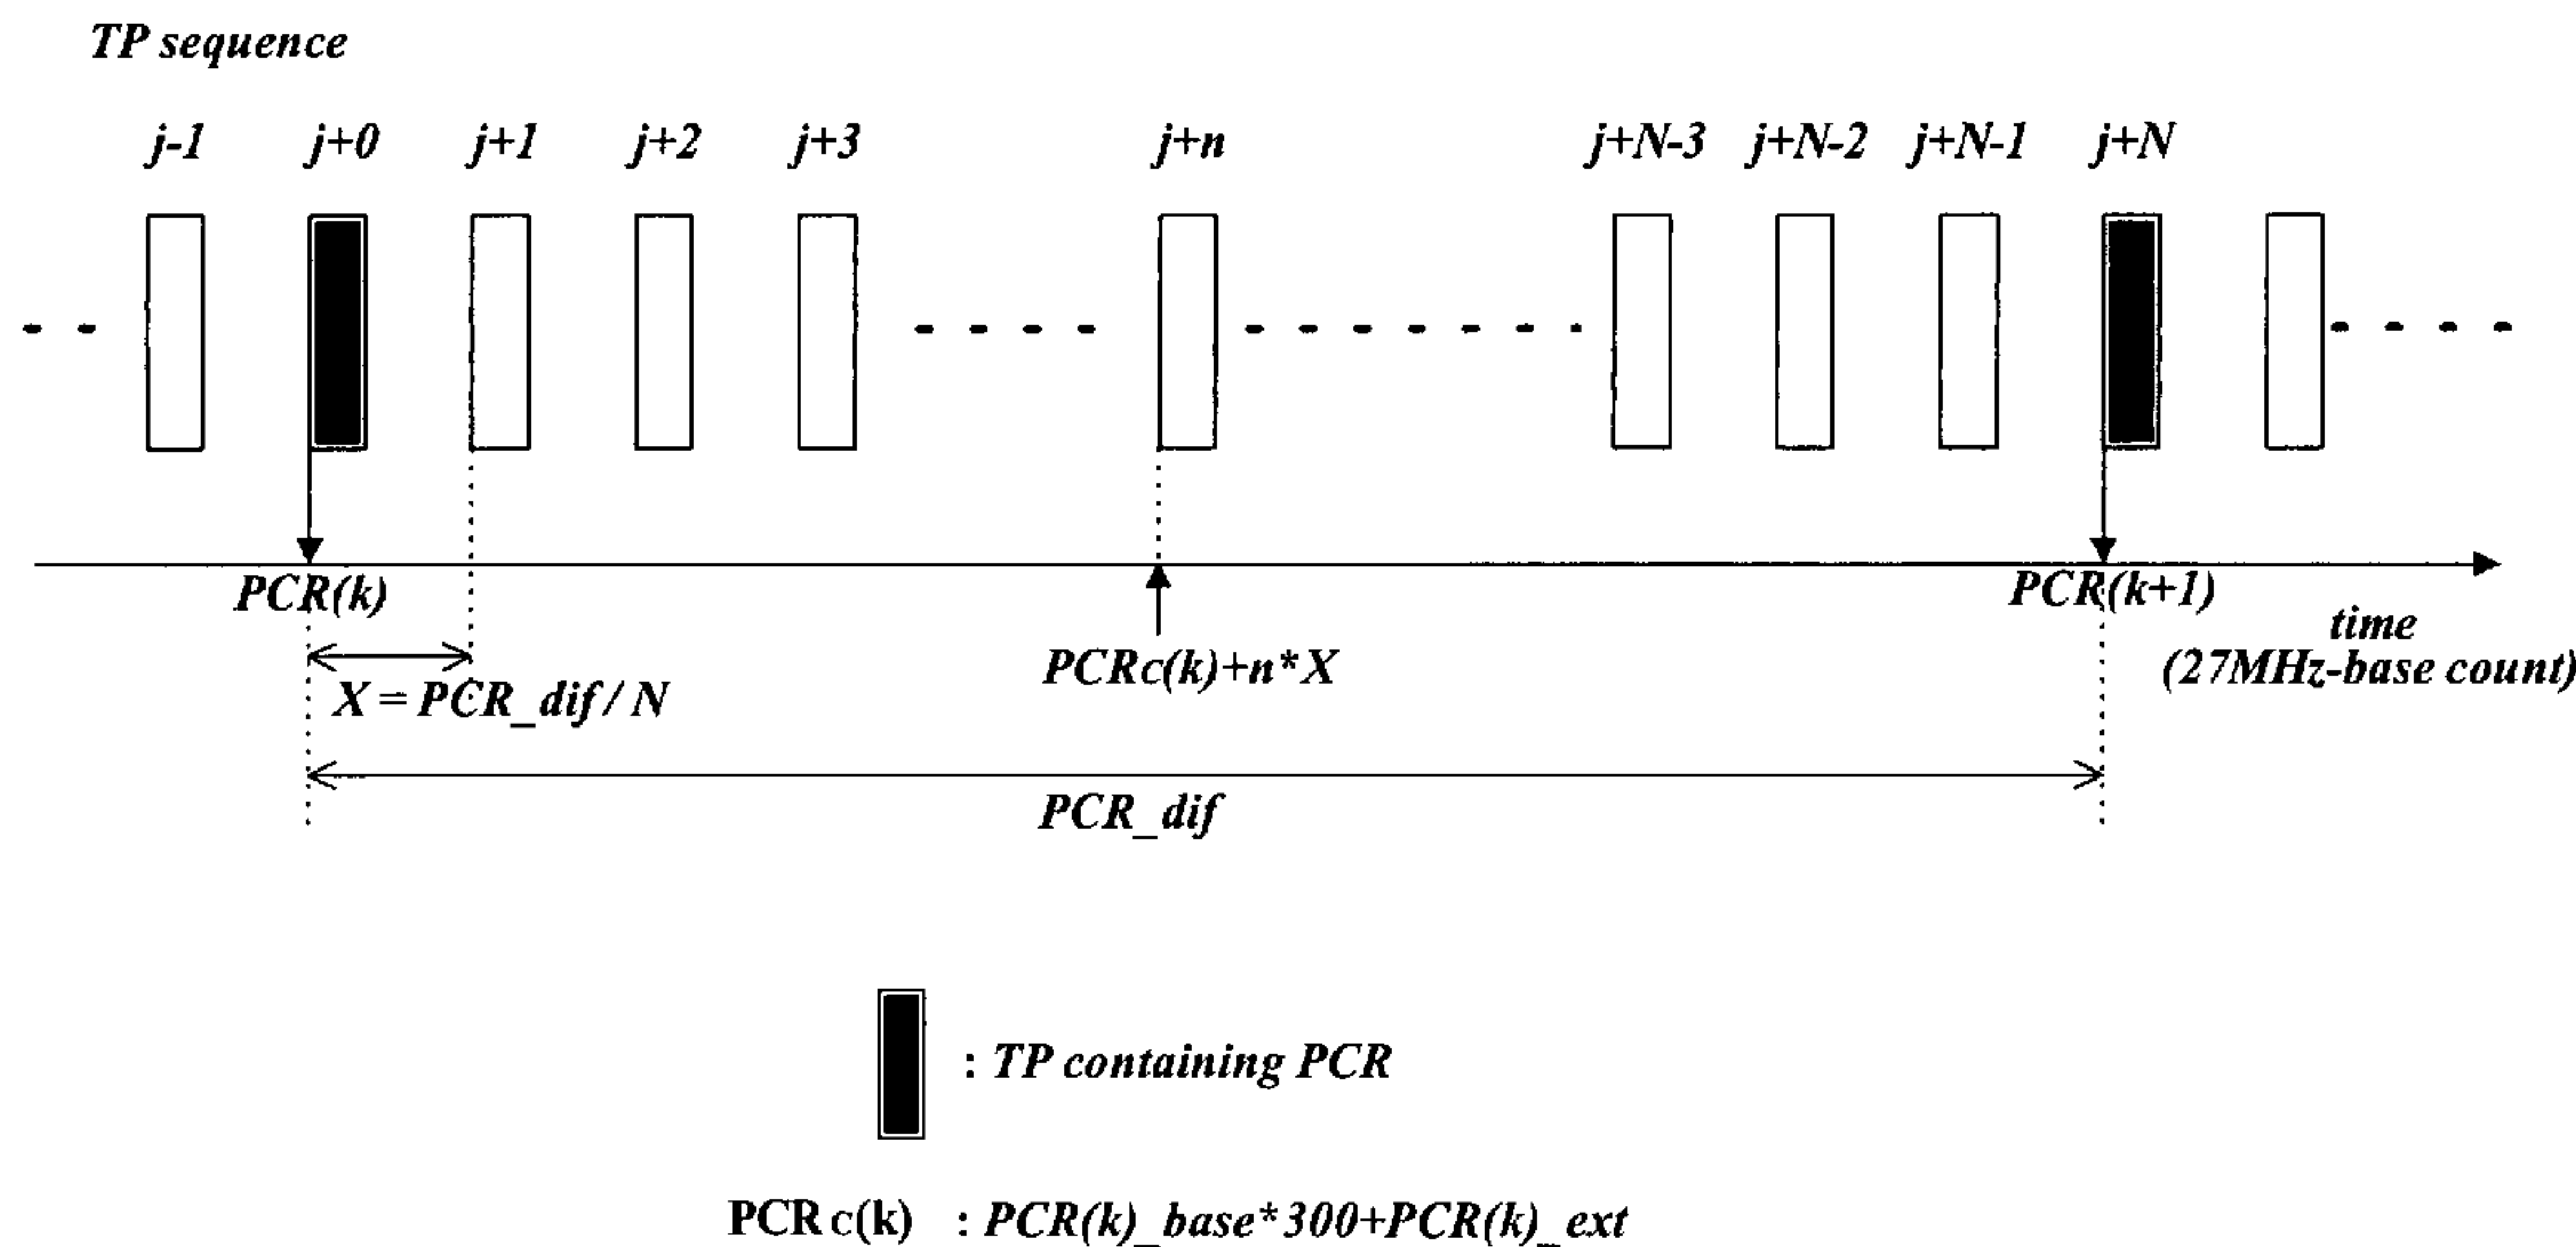 TP sequence
j-1 j+0 j+1 j+2 j+3 j+n j+N-3 j+N-2 j+N-1 j+N
PCR(k) PCR(k+1)
time
(27MHz-base count)
PCRC(k)+n*X
X = PCR_dif / N
PCR_dif
: TP containing PCR
PCRC(k) : PCR(k)_base*300+PCR(k)_ext